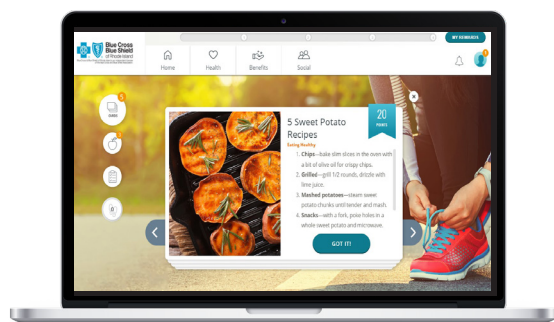 Blue Cross
Blue Shield
of Rhode Island
MY REWARDS
Home
Health
Benefits
Social
5 Sweet Potato
Recipes
20
Eating Healthy
1. Chips—bake slim slices in the oven with
a bit of olive oil for crispy chips.
2. Grilled—grill 1/2 rounds, drizzle with
lime juice.
3. Mashed potatoes—steam sweet
potato chunks until tender and mash.
4. Snacks—with a fork, poke holes in a
whole sweet potato and microwave.
GOT IT!